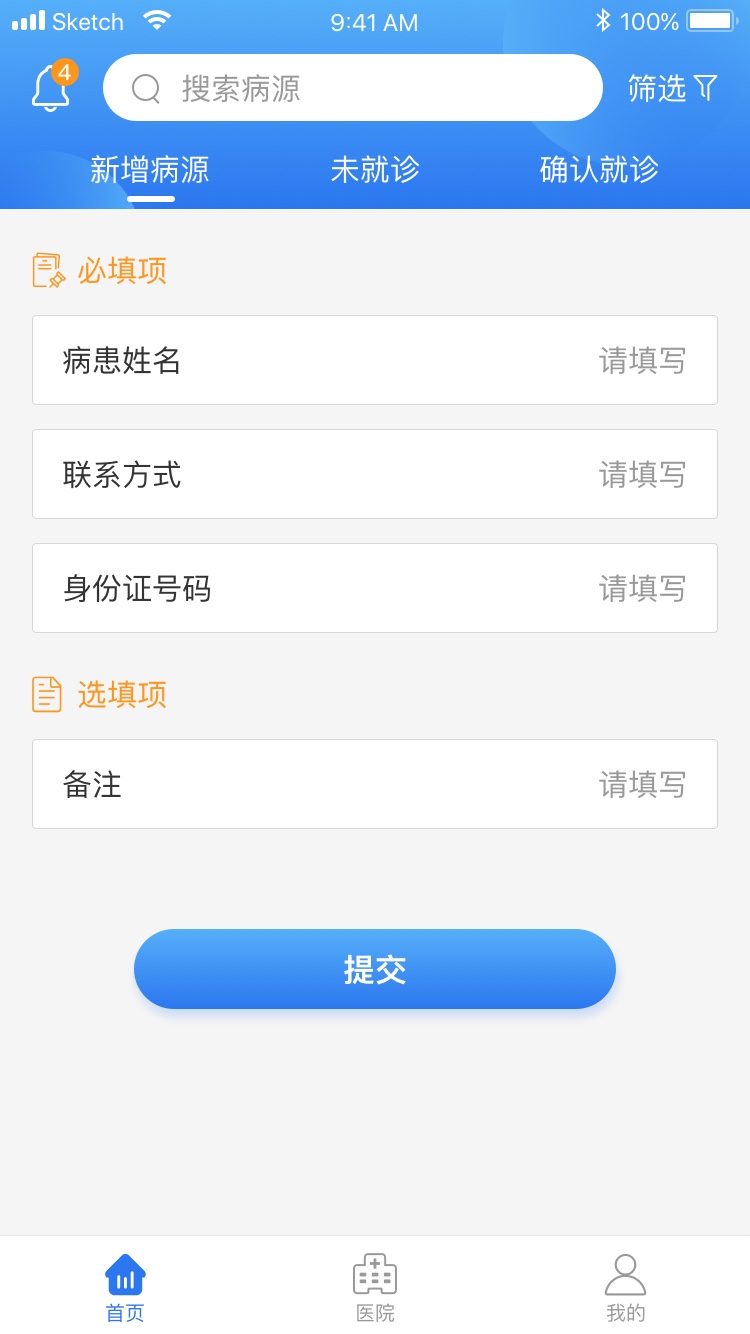 Sketch 9:41 AM 100%
4 搜索病源 筛选
新增病源 未就诊 确认就诊
必填项
病患姓名 请填写
联系方式 请填写
身份证号码 请填写
选填项
备注 请填写
提交
首页 医院 我的